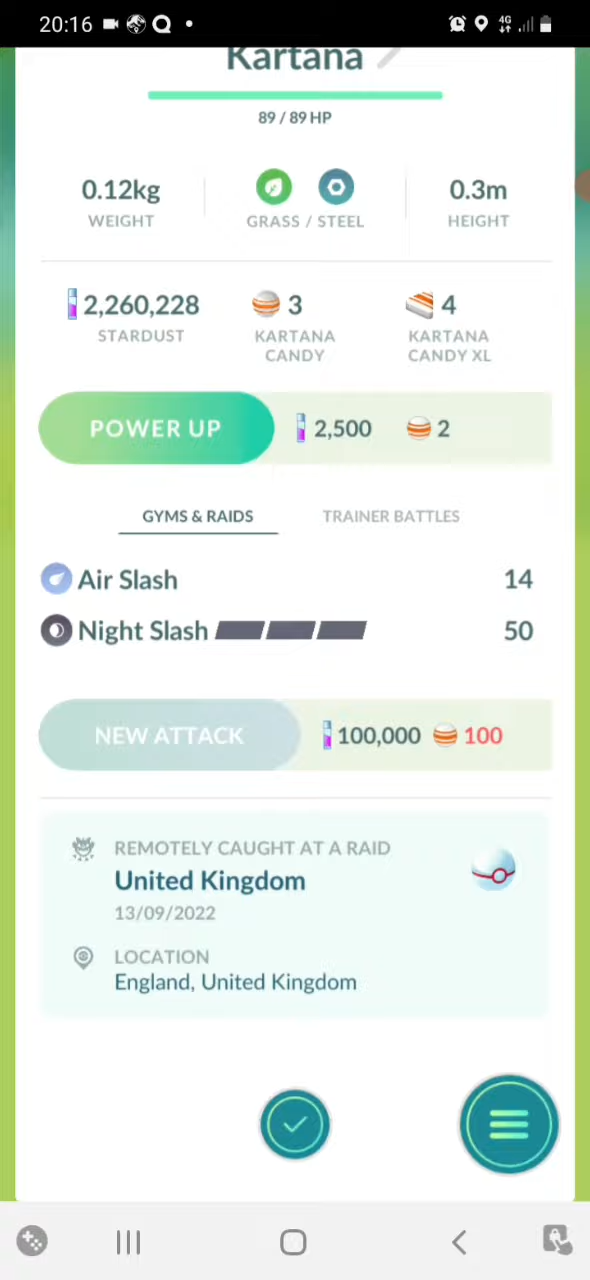 20:16
4G
Kartana
89 / 89 HP
0.12kg
WEIGHT
GRASS / STEEL
0.3m
HEIGHT
2,260,228
STARDUST
3
KARTANA
CANDY
4
KARTANA
CANDY XL
POWER UP
2,500
2
GYMS & RAIDS
TRAINER BATTLES
Air Slash
14
Night Slash
50
NEW ATTACK
100,000
100
REMOTELY CAUGHT AT A RAID
United Kingdom
13/09/2022
LOCATION
England, United Kingdom